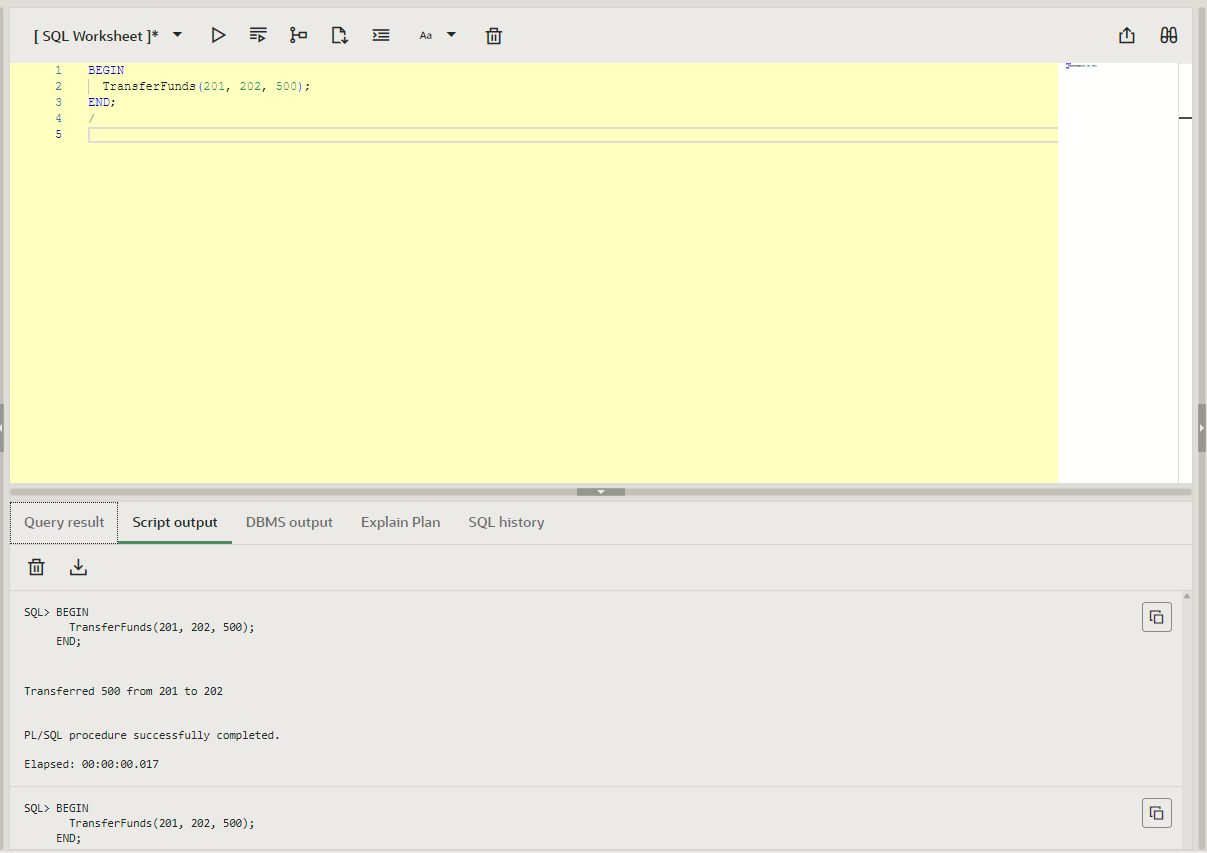 [ SQL Worksheet ]*
Aa
1 BEGIN
2   TransferFunds(201, 202, 500);
3 END;
4 /
5
Query result
Script output
DBMS output
Explain Plan
SQL history
SQL> BEGIN
       TransferFunds(201, 202, 500);
     END;
Transferred 500 from 201 to 202
PL/SQL procedure successfully completed.
Elapsed: 00:00:00.017
SQL> BEGIN
       TransferFunds(201, 202, 500);
     END;